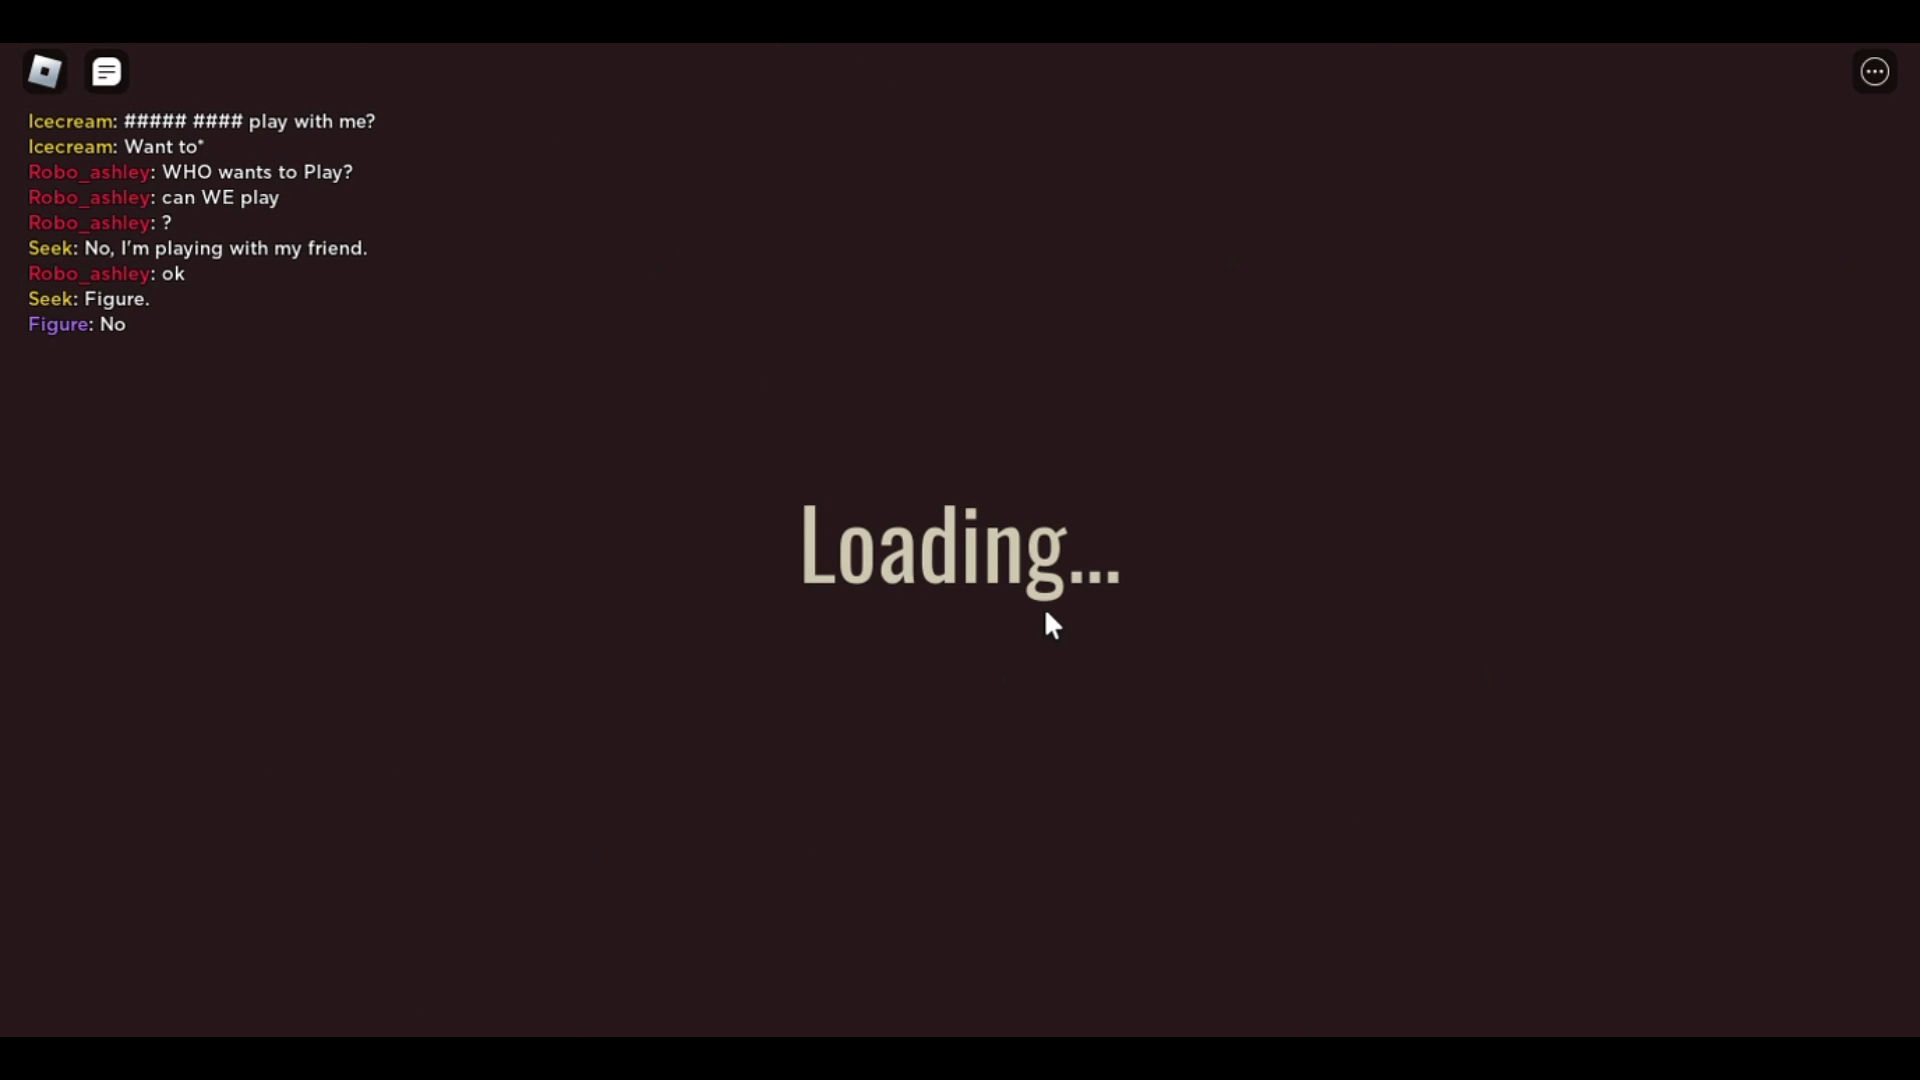 Icecream: ##### #### play with me?
Icecream: Want to*
Robo_ashley: WHO wants to Play?
Robo_ashley: can WE play
Robo_ashley: ?
Seek: No, I'm playing with my friend.
Robo_ashley: ok
Seek: Figure.
Figure: No
Loading...